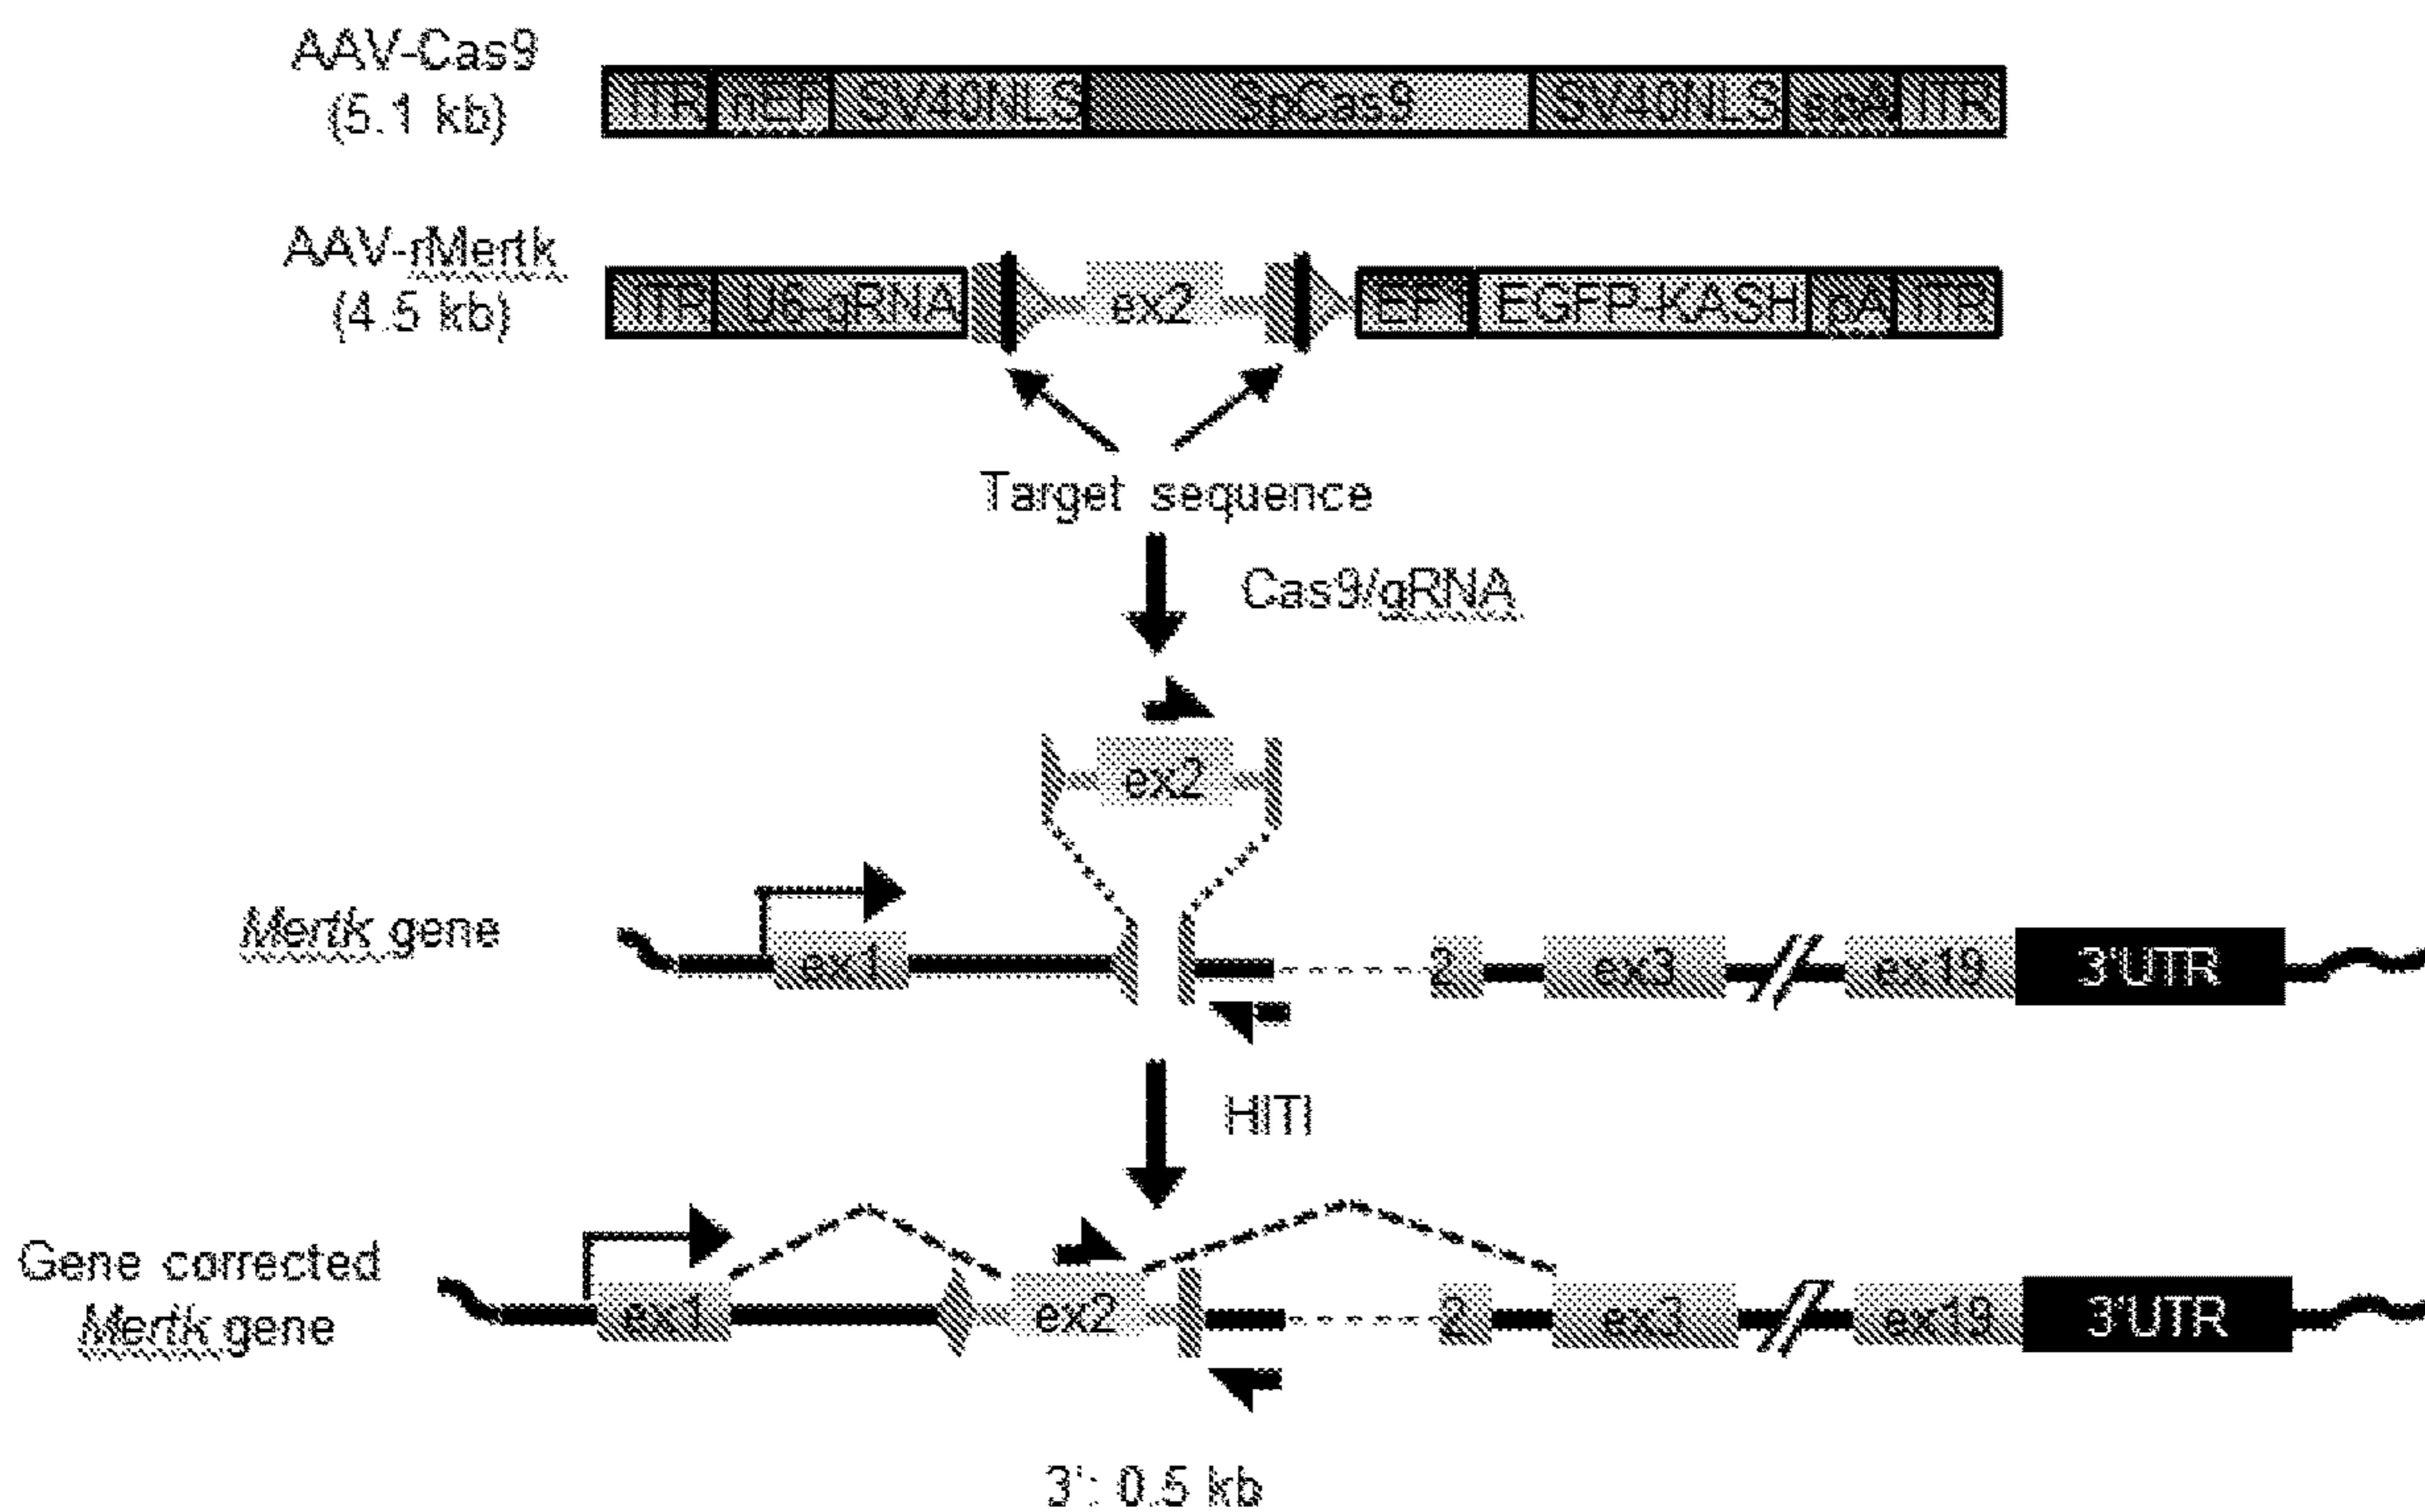 AAV-Cas9
(5.1 kb)
ITR nEF SV40NLS SpCas9 SV40NLS spA ITR
AAV-rMertk
(4.5 kb)
ITR U6-gRNA ex2 EF1 EGFP-KASH pA ITR
Target sequence
Cas9/gRNA
ex2
Mertk gene
ex1 2 ex3 ex19 3'UTR
HITI
Gene corrected
Mertk gene
ex1 ex2 2 ex3 ex19 3'UTR
3': 0.5 kb